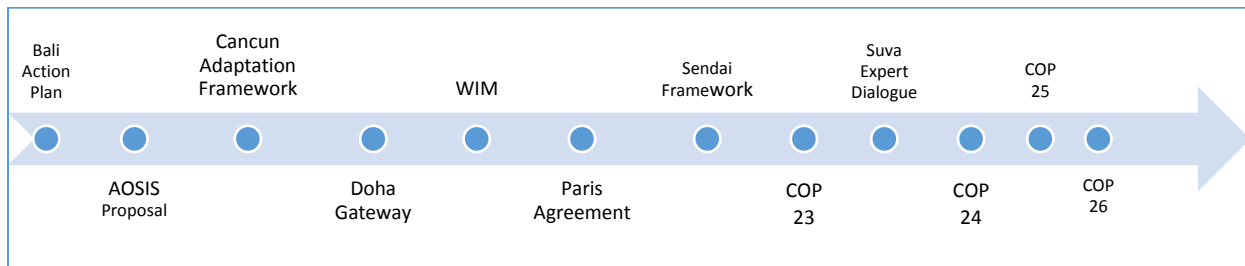 Bali
Action
Plan
AOSIS
Proposal
Cancun
Adaptation
Framework
Doha
Gateway
WIM
Paris
Agreement
Sendai
Framework
COP
23
Suva
Expert
Dialogue
COP
24
COP
25
COP
26